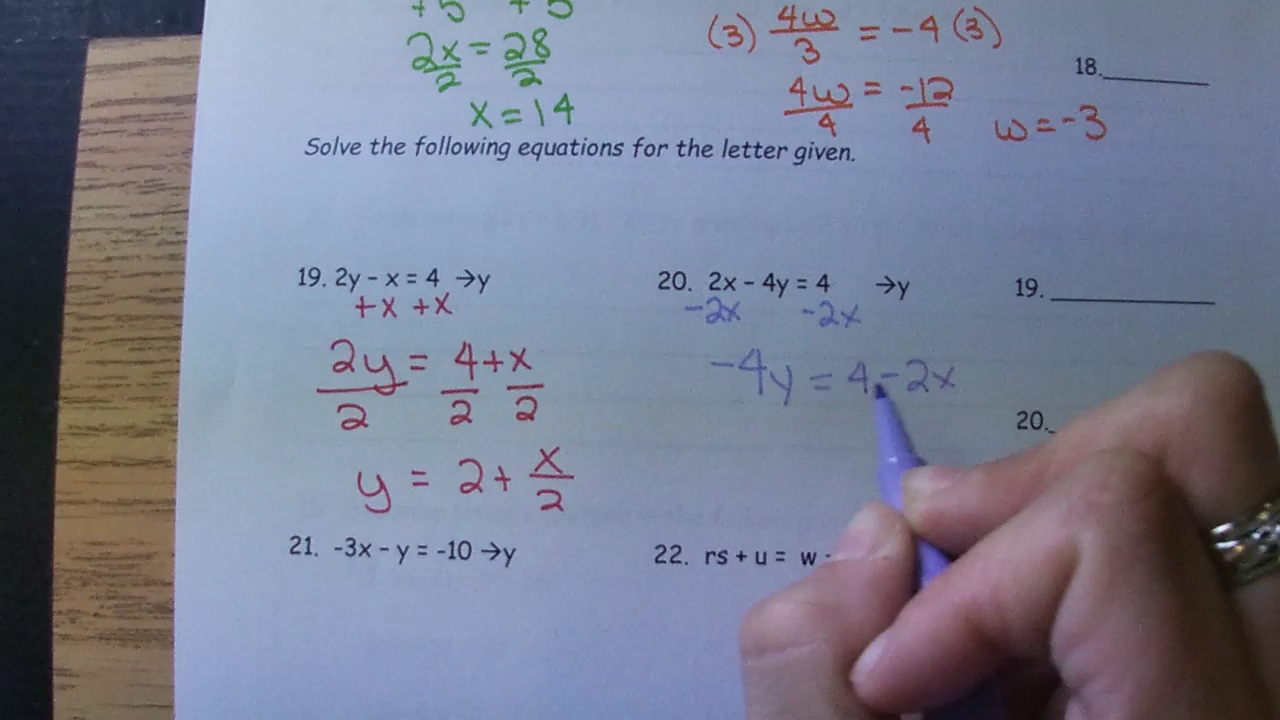 +5 +5
2x = 28
2 2
x = 14
(3) 4w = -4 (3)
3
4w = -12
4 4
w = -3
18.
Solve the following equations for the letter given.
19. 2y - x = 4 →y
+x +x
2y = 4 + x
2 2 2
y = 2 + x
2
20. 2x - 4y = 4 →y
-2x -2x
-4y = 4 - 2x
19.
20.
21. -3x - y = -10 →y
22. rs + u = w